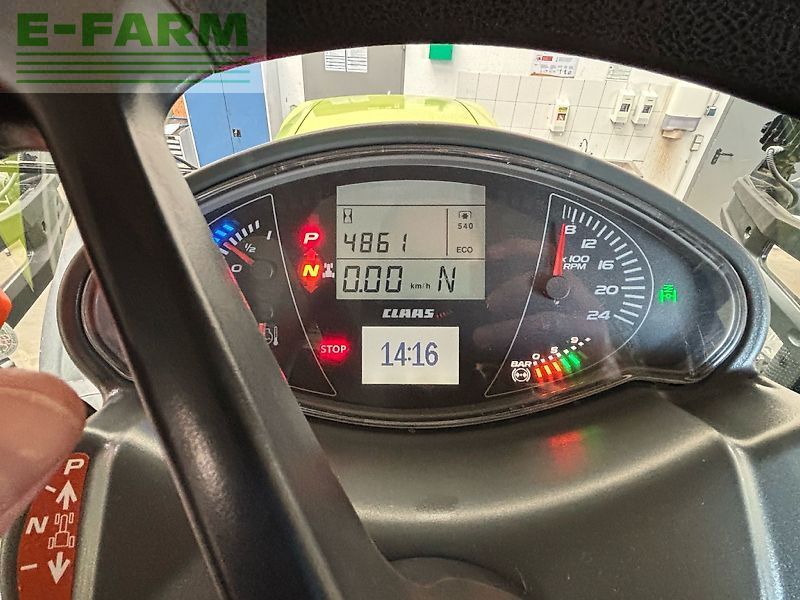 E-FARM
1
1/2
0
P
N
4861
540
ECO
0.00 km/h N
8
12
16
20
24
x100
RPM
CLAAS
STOP
14:16
BAR 0
P
N